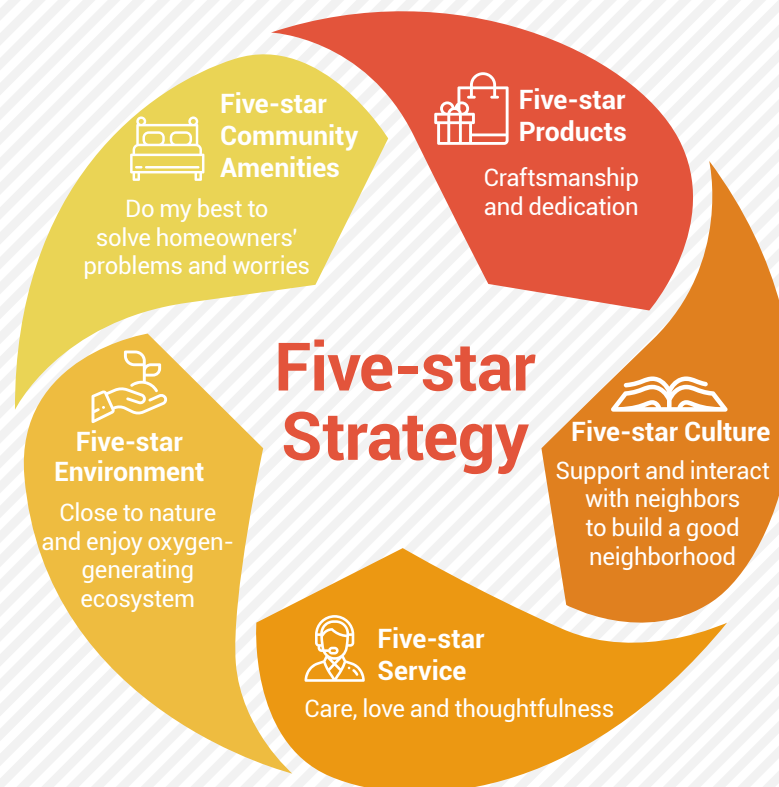 Five-star
Community
Amenities
Do my best to
solve homeowners'
problems and worries
Five-star
Products
Craftsmanship
and dedication
Five-star
Strategy
Five-star Culture
Support and interact
with neighbors
to build a good
neighborhood
Five-star
Environment
Close to nature
and enjoy oxygen-
generating
ecosystem
Five-star
Service
Care, love and thoughtfulness